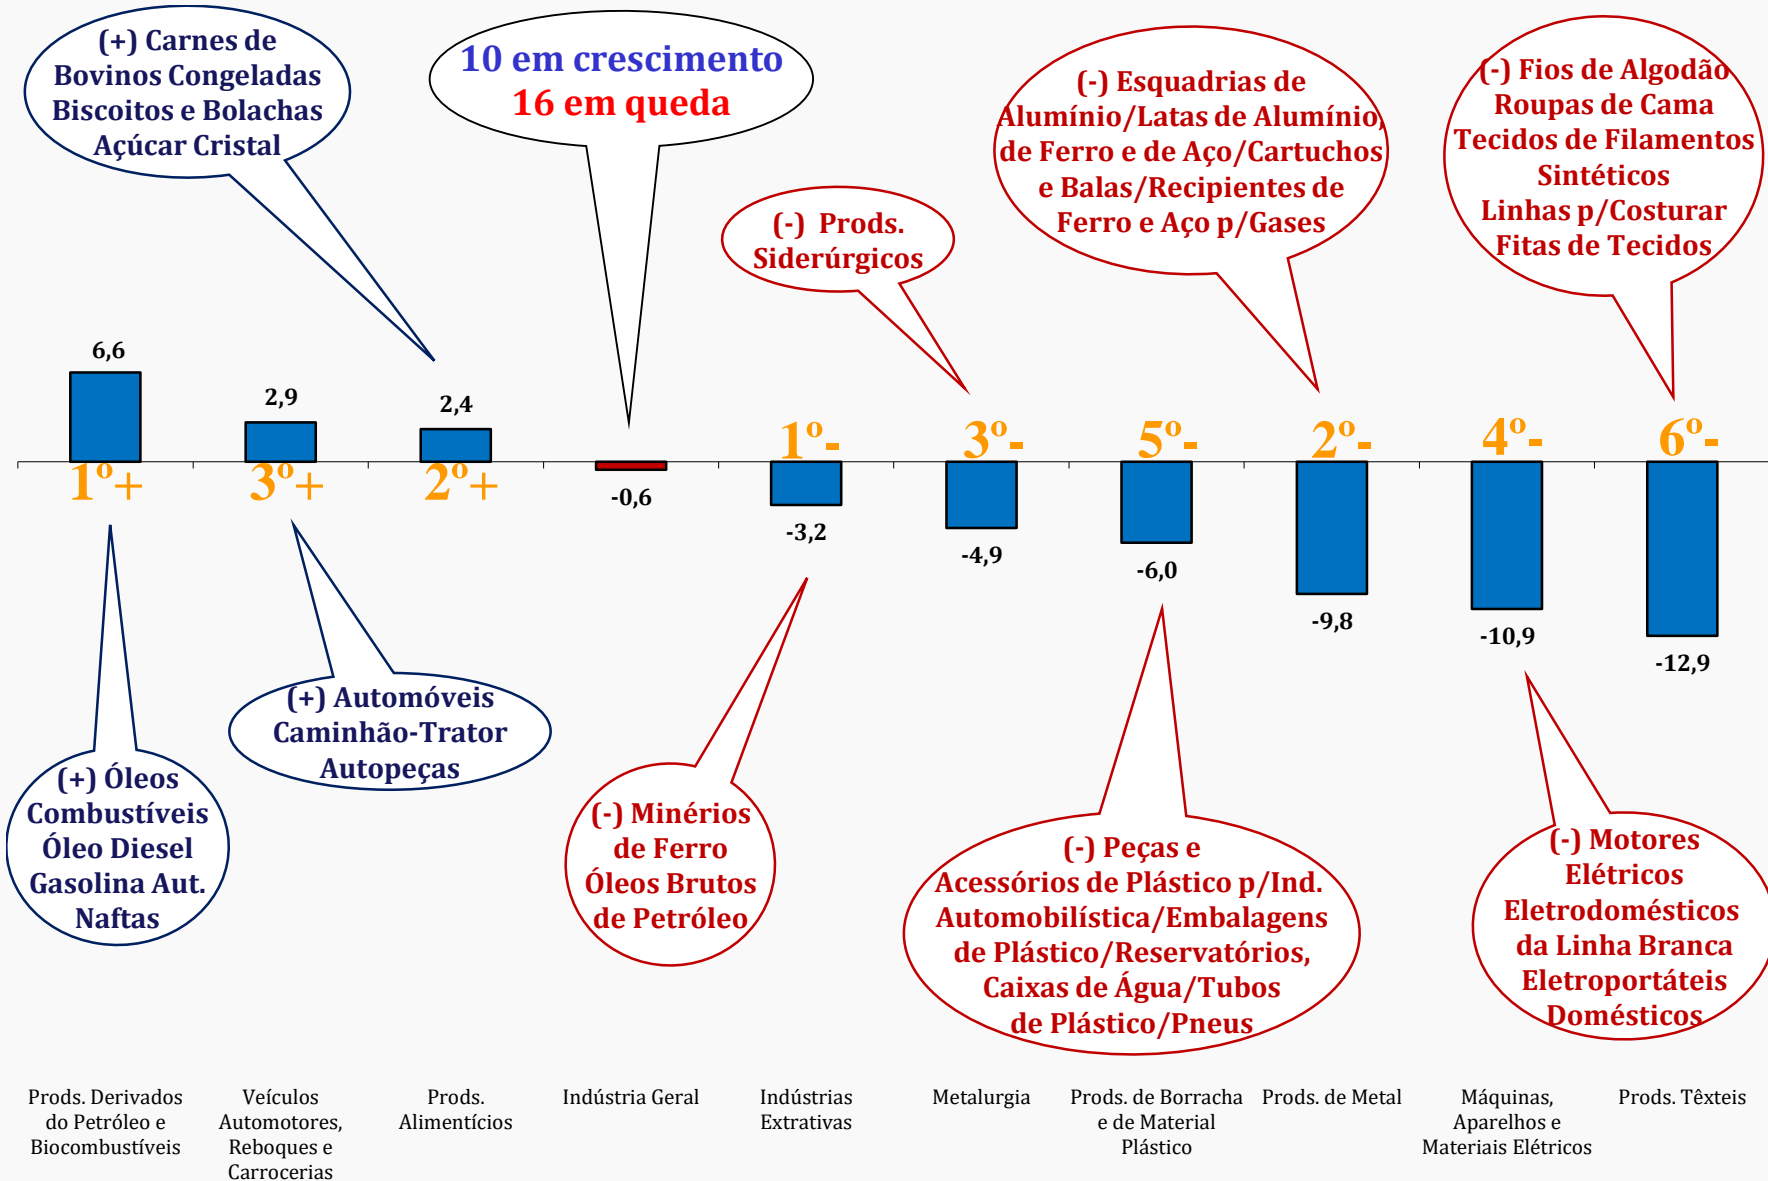 (+) Carnes de
Bovinos Congeladas
Biscoitos e Bolachas
Açúcar Cristal
10 em crescimento
16 em queda
(-) Prods.
Siderúrgicos
(-) Esquadrias de
Alumínio/Latas de Alumínio,
de Ferro e de Aço/Cartuchos
e Balas/Recipientes de
Ferro e Aço p/Gases
(-) Fios de Algodão
Roupas de Cama
Tecidos de Filamentos
Sintéticos
Linhas p/Costurar
Fitas de Tecidos
6,6
2,9
2,4
1º+
3º+
2º+
1º-
3º-
5º-
2º-
4º-
6º-
-0,6
-3,2
-4,9
-6,0
-9,8
-10,9
-12,9
(+) Óleos
Combustíveis
Óleo Diesel
Gasolina Aut.
Naftas
(+) Automóveis
Caminhão-Trator
Autopeças
(-) Minérios
de Ferro
Óleos Brutos
de Petróleo
(-) Peças e
Acessórios de Plástico p/Ind.
Automobilística/Embalagens
de Plástico/Reservatórios,
Caixas de Água/Tubos
de Plástico/Pneus
(-) Motores
Elétricos
Eletrodomésticos
da Linha Branca
Eletroportáteis
Domésticos
Prods. Derivados
do Petróleo e
Biocombustíveis
Veículos
Automotores,
Reboques e
Carrocerias
Prods.
Alimentícios
Indústria Geral
Indústrias
Extrativas
Metalurgia
Prods. de Borracha
e de Material
Plástico
Prods. de Metal
Máquinas,
Aparelhos e
Materiais Elétricos
Prods. Têxteis